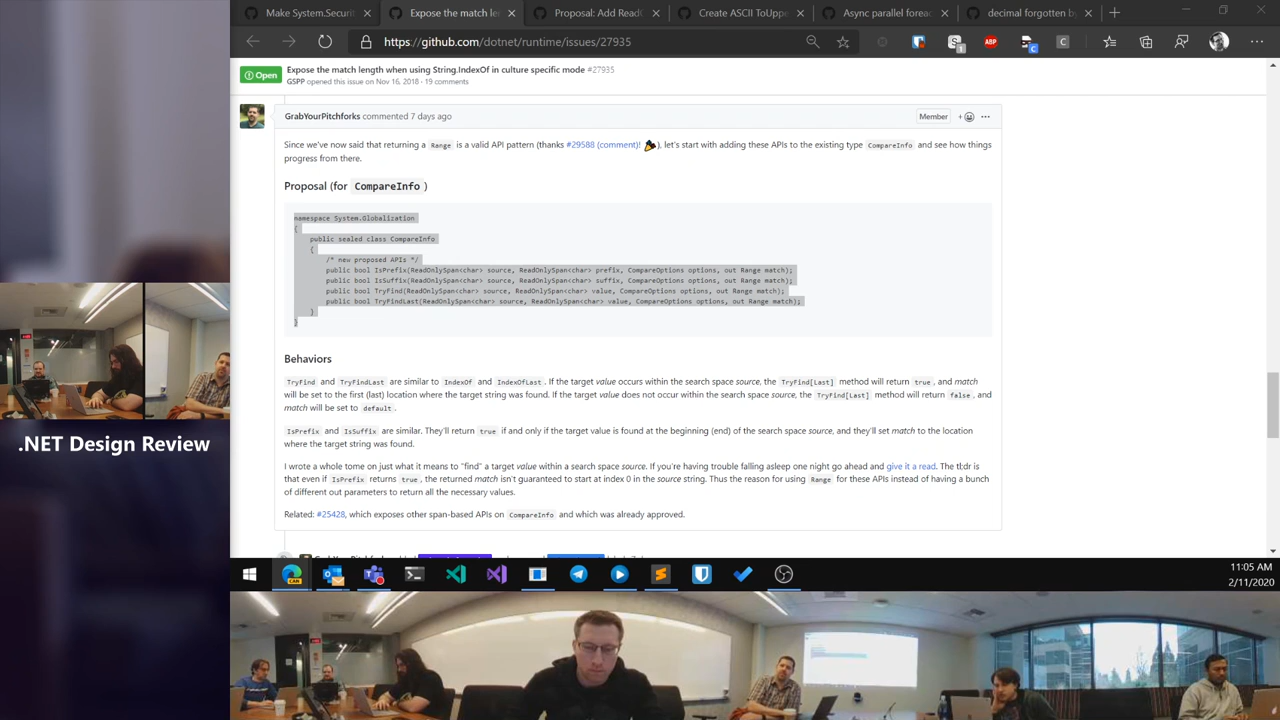 Make System.Securit
Expose the match le
Proposal: Add ReadO
Create ASCII ToUppe
Async parallel foreac
decimal forgotten b
https://github.com/dotnet/runtime/issues/27935
Open
Expose the match length when using String.IndexOf in culture specific mode #27935
GSPP opened this issue on Nov 16, 2018 · 19 comments
GrabYourPitchforks commented 7 days ago
Member
Since we've now said that returning a Range is a valid API pattern (thanks #29588 (comment)! ), let's start with adding these APIs to the existing type CompareInfo and see how things
progress from there.
Proposal (for CompareInfo )
namespace System.Globalization
{
public sealed class CompareInfo
{
/* new proposed APIs */
public bool IsPrefix(ReadOnlySpan<char> source, ReadOnlySpan<char> prefix, CompareOptions options, out Range match);
public bool IsSuffix(ReadOnlySpan<char> source, ReadOnlySpan<char> suffix, CompareOptions options, out Range match);
public bool TryFind(ReadOnlySpan<char> source, ReadOnlySpan<char> value, CompareOptions options, out Range match);
public bool TryFindLast(ReadOnlySpan<char> source, ReadOnlySpan<char> value, CompareOptions options, out Range match);
}
}
Behaviors
TryFind and TryFindLast are similar to IndexOf and IndexOfLast. If the target value occurs within the search space source, the TryFind[Last] method will return true, and match
will be set to the first (last) location where the target string was found. If the target value does not occur within the search space source, the TryFind[Last] method will return false, and
match will be set to default.
IsPrefix and IsSuffix are similar. They'll return true if and only if the target value is found at the beginning (end) of the search space source, and they'll set match to the location
where the target string was found.
I wrote a whole tome on just what it means to "find" a target value within a search space source. If you're having trouble falling asleep one night go ahead and give it a read. The tl;dr is
that even if IsPrefix returns true, the returned match isn't guaranteed to start at index 0 in the source string. Thus the reason for using Range for these APIs instead of having a bunch
of different out parameters to return all the necessary values.
Related: #25428, which exposes other span-based APIs on CompareInfo and which was already approved.
.NET Design Review
11:05 AM
2/11/2020